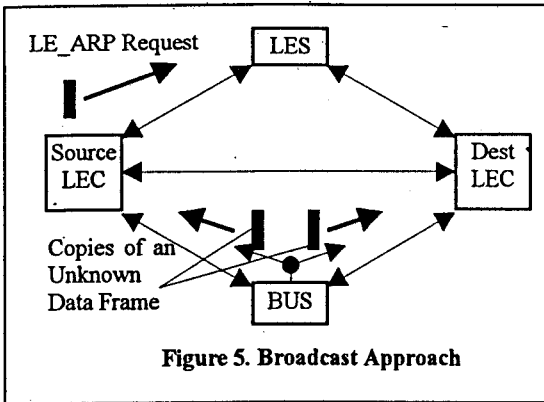 LE_ARP Request
LES
Source
LEC
Dest
LEC
Copies of an
Unknown
Data Frame
BUS
Figure 5. Broadcast Approach